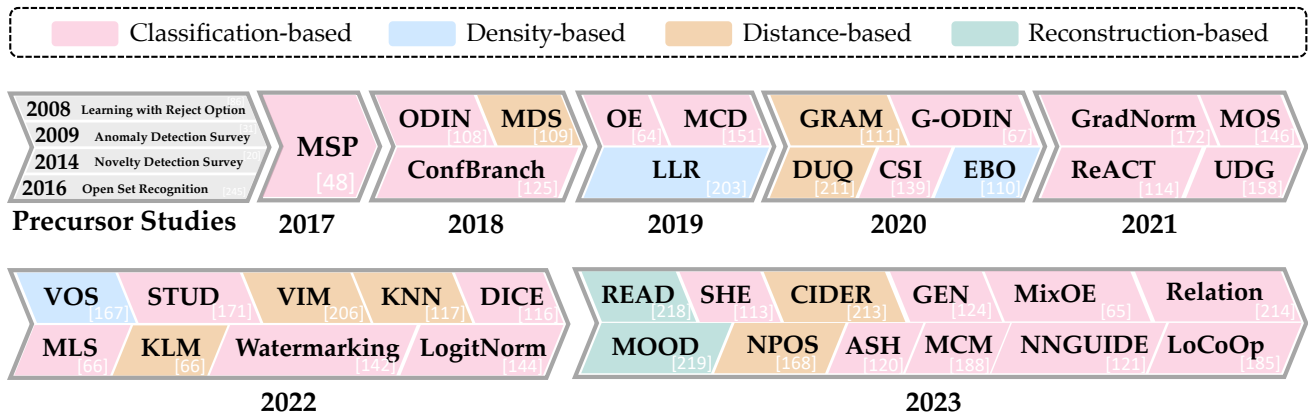 Classification-based Density-based Distance-based Reconstruction-based
2008 Learning with Reject Option
2009 Anomaly Detection Survey
2014 Novelty Detection Survey
2016 Open Set Recognition [245]
Precursor Studies
MSP
[48]
2017
ODIN [108] MDS [109]
ConfBranch [125]
2018
OE [64] MCD [151]
LLR [203]
2019
GRAM [111] G-ODIN [67]
DUQ [211] CSI [139] EBO [110]
2020
GradNorm [172] MOS [146]
ReACT [114] UDG [158]
2021
VOS [167] STUD [171] VIM [206] KNN [117] DICE [116]
MLS [66] KLM [66] Watermarking [142] LogitNorm [144]
2022
READ [218] SHE [113] CIDER [213] GEN [124] MixOE [65] Relation [214]
MOOD [219] NPOS [168] ASH [120] MCM [188] NNGUIDE [121] LoCoOp [185]
2023